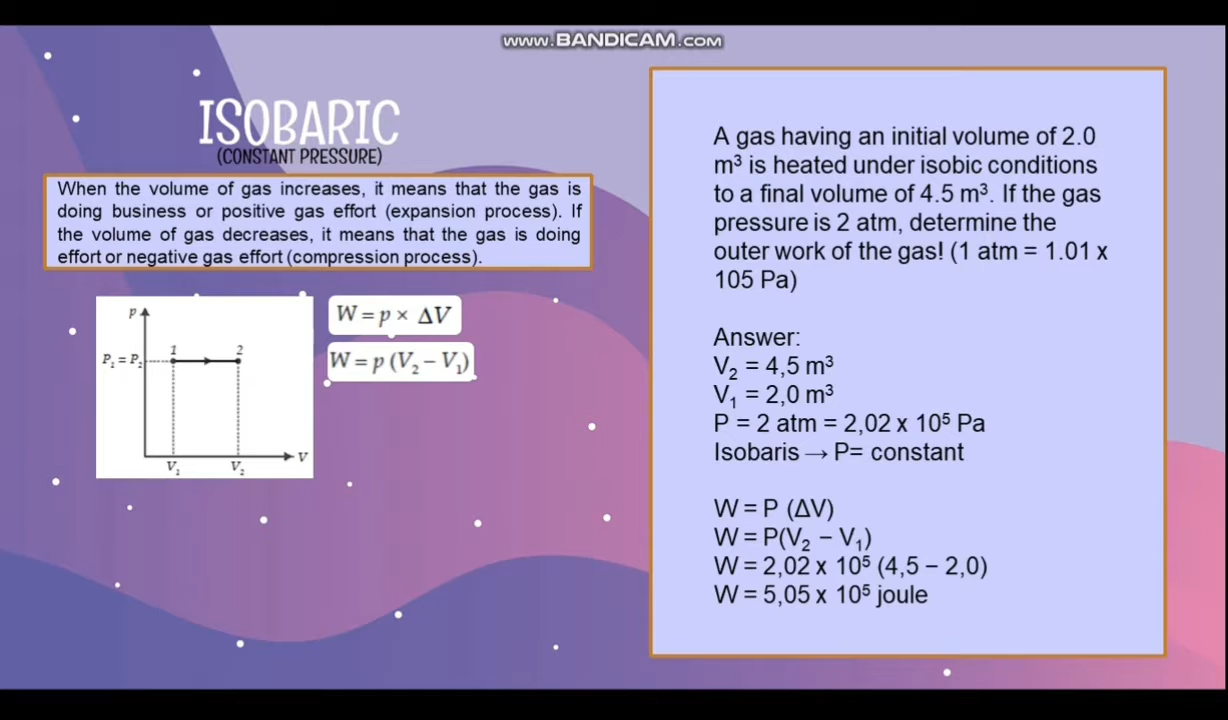 www.BANDICAM.com
ISOBARIC
(CONSTANT PRESSURE)
When the volume of gas increases, it means that the gas is
doing business or positive gas effort (expansion process). If
the volume of gas decreases, it means that the gas is doing
effort or negative gas effort (compression process).
p
1 2
P₁ = P₂
V
V₁ V₂
W = p × ΔV
W = p (V₂ − V₁)
A gas having an initial volume of 2.0
m³ is heated under isobic conditions
to a final volume of 4.5 m³. If the gas
pressure is 2 atm, determine the
outer work of the gas! (1 atm = 1.01 x
105 Pa)
Answer:
V₂ = 4,5 m³
V₁ = 2,0 m³
P = 2 atm = 2,02 x 10⁵ Pa
Isobaris → P= constant
W = P (ΔV)
W = P(V₂ − V₁)
W = 2,02 x 10⁵ (4,5 − 2,0)
W = 5,05 x 10⁵ joule